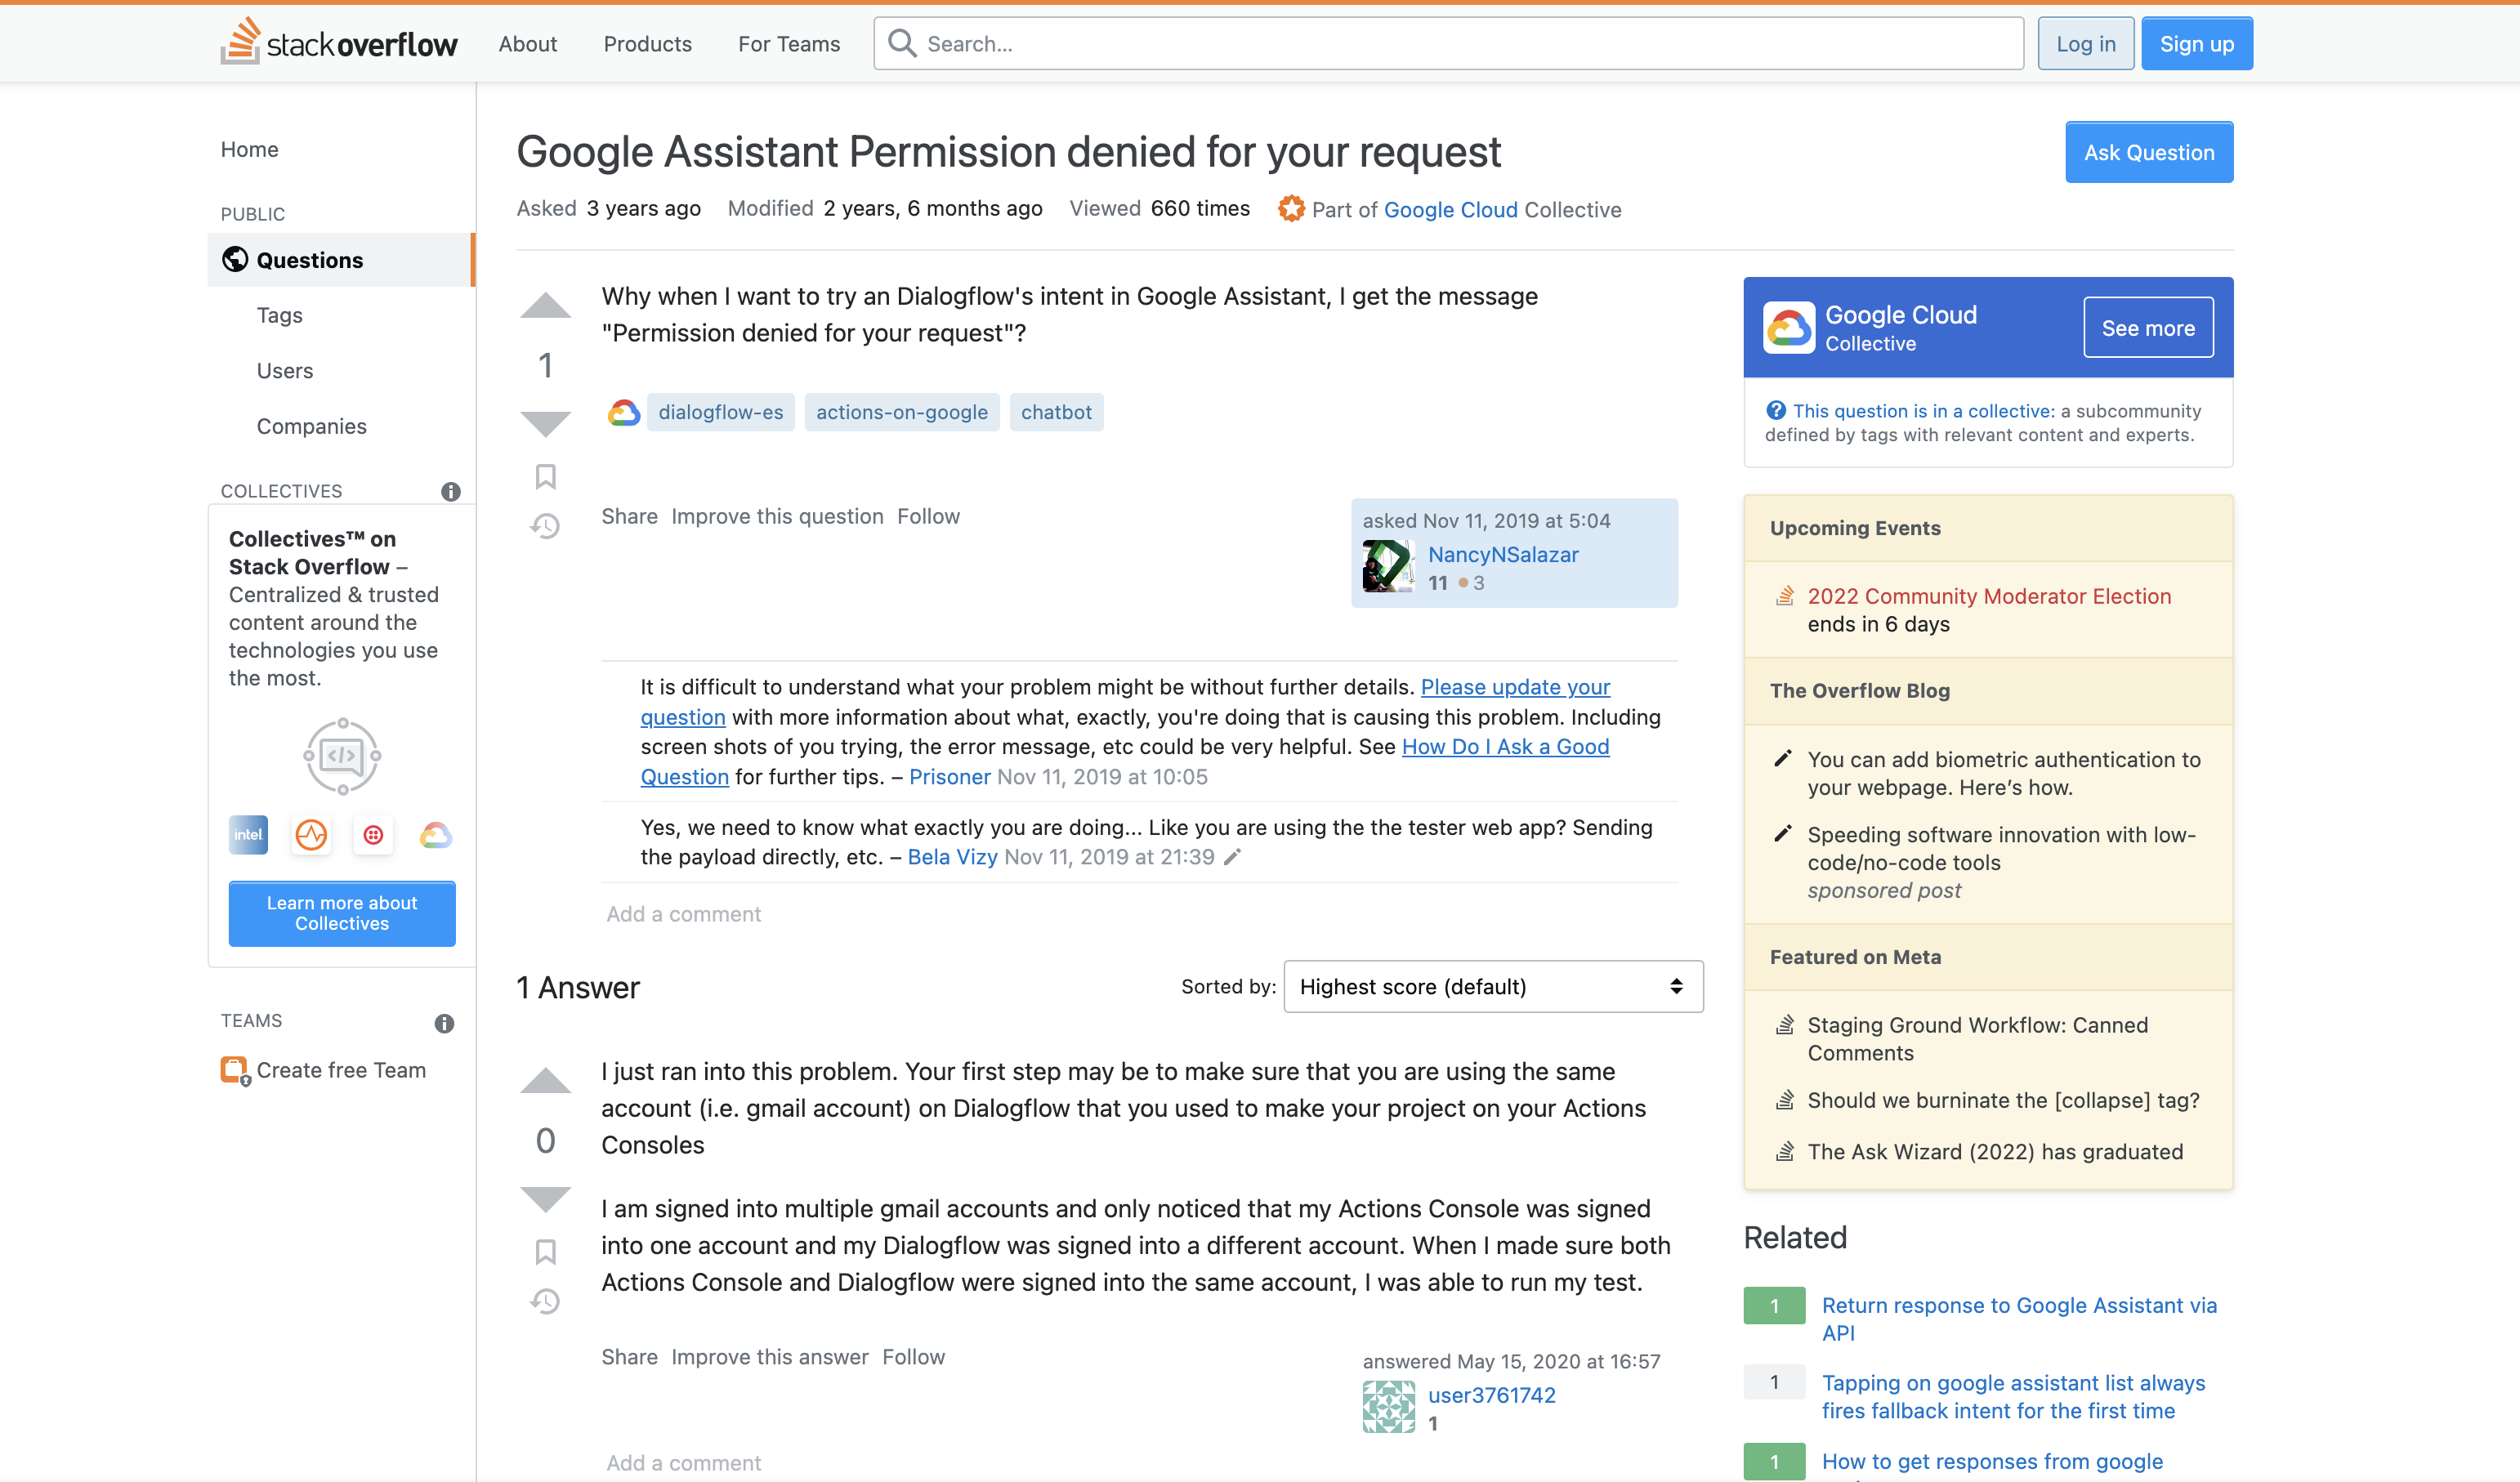 stack overflow
About
Products
For Teams
Search...
Log in
Sign up
Home
PUBLIC
Questions
Tags
Users
Companies
COLLECTIVES
Collectives™ on
Stack Overflow –
Centralized & trusted
content around the
technologies you use
the most.
intel.
Learn more about
Collectives
TEAMS
Create free Team
Google Assistant Permission denied for your request
Ask Question
Asked 3 years ago Modified 2 years, 6 months ago Viewed 660 times Part of Google Cloud Collective
Why when I want to try an Dialogflow's intent in Google Assistant, I get the message
"Permission denied for your request"?
1
dialogflow-es actions-on-google chatbot
Share Improve this question Follow
asked Nov 11, 2019 at 5:04
NancyNSalazar
11 ● 3
It is difficult to understand what your problem might be without further details. Please update your
question with more information about what, exactly, you're doing that is causing this problem. Including
screen shots of you trying, the error message, etc could be very helpful. See How Do I Ask a Good
Question for further tips. – Prisoner Nov 11, 2019 at 10:05
Yes, we need to know what exactly you are doing... Like you are using the the tester web app? Sending
the payload directly, etc. – Bela Vizy Nov 11, 2019 at 21:39
Add a comment
1 Answer
Sorted by: Highest score (default)
I just ran into this problem. Your first step may be to make sure that you are using the same
account (i.e. gmail account) on Dialogflow that you used to make your project on your Actions
Consoles
0
I am signed into multiple gmail accounts and only noticed that my Actions Console was signed
into one account and my Dialogflow was signed into a different account. When I made sure both
Actions Console and Dialogflow were signed into the same account, I was able to run my test.
Share Improve this answer Follow
answered May 15, 2020 at 16:57
user3761742
1
Add a comment
Google Cloud
Collective
See more
This question is in a collective: a subcommunity
defined by tags with relevant content and experts.
Upcoming Events
2022 Community Moderator Election
ends in 6 days
The Overflow Blog
You can add biometric authentication to
your webpage. Here's how.
Speeding software innovation with low-
code/no-code tools
sponsored post
Featured on Meta
Staging Ground Workflow: Canned
Comments
Should we burninate the [collapse] tag?
The Ask Wizard (2022) has graduated
Related
1 Return response to Google Assistant via
API
1 Tapping on google assistant list always
fires fallback intent for the first time
1 How to get responses from google